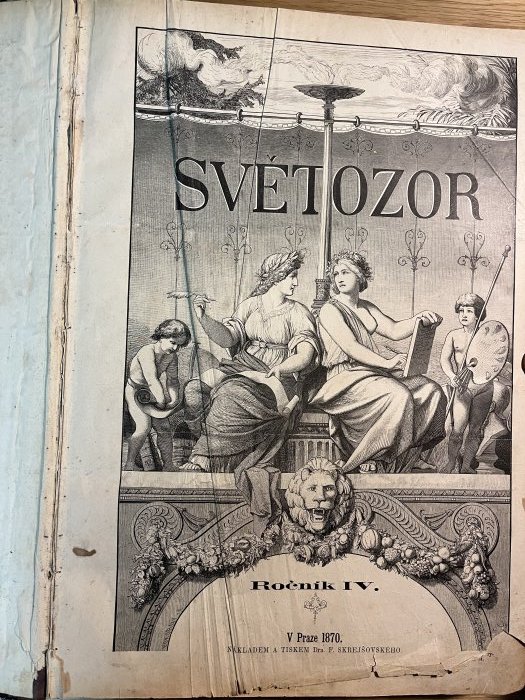 SVĚTOZOR
Ročník IV.
V Praze 1870.
NÁKLADEM A TISKEM Dra. F. SKREJŠOVSKÉHO